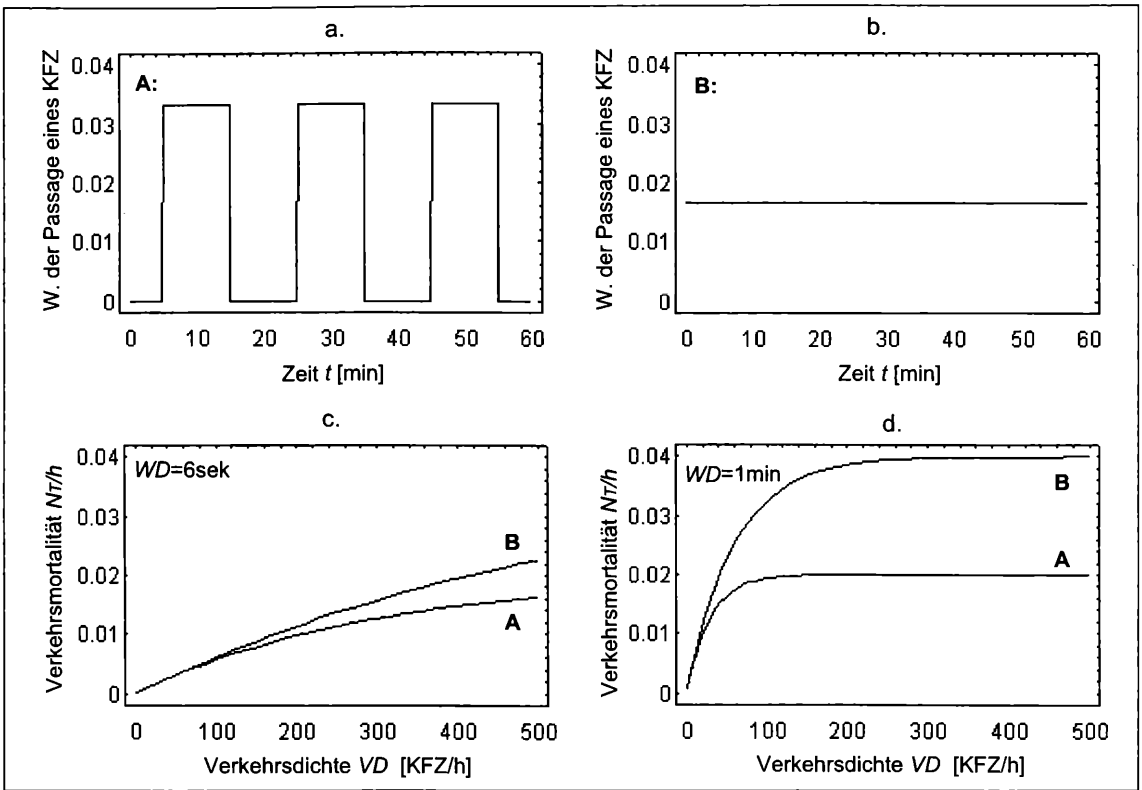 a.
W. der Passage eines KFZ
0.04
0.03
0.02
0.01
0
A:
0 10 20 30 40 50 60
Zeit t [min]
b.
W. der Passage eines KFZ
0.04
0.03
0.02
0.01
0
B:
0 10 20 30 40 50 60
Zeit t [min]
c.
Verkehrsmortalität NT/h
0.04
0.03
0.02
0.01
0
WD=6sek
B
A
0 100 200 300 400 500
Verkehrsdichte VD [KFZ/h]
d.
Verkehrsmortalität NT/h
0.04
0.03
0.02
0.01
0
WD=1min
B
A
0 100 200 300 400 500
Verkehrsdichte VD [KFZ/h]